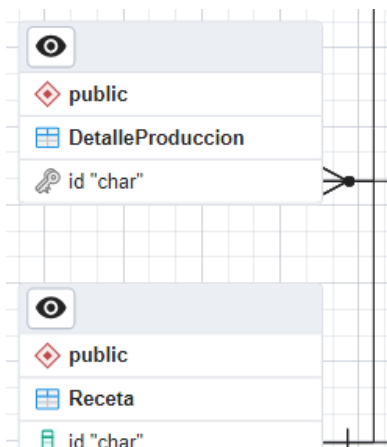 public
DetalleProduccion
id "char"
public
Receta
id "char"